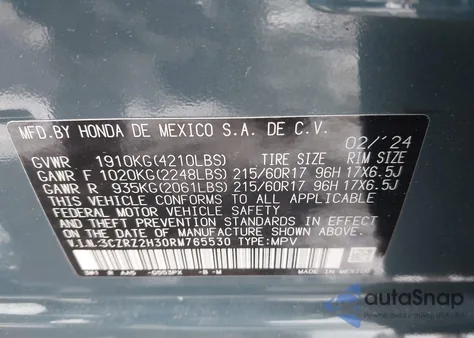 MFD.BY HONDA DE MEXICO S.A. DE C.V.
02/'24
GVWR 1910KG(4210LBS) TIRE SIZE RIM SIZE
GAWR F 1020KG(2248LBS) 215/60R17 96H 17X6.5J
GAWR R 935KG(2061LBS) 215/60R17 96H 17X6.5J
THIS VEHICLE CONFORMS TO ALL APPLICABLE
FEDERAL MOTOR VEHICLE SAFETY AND
THEFT PREVENTION STANDARDS IN EFFECT ON THE
DATE OF MANUFACTURE SHOWN ABOVE.
V.I.N.:3CZRZ2H30RM765530 TYPE:MPV
AAS -G553PX -B -M MADE IN MEXICO
autoSnap